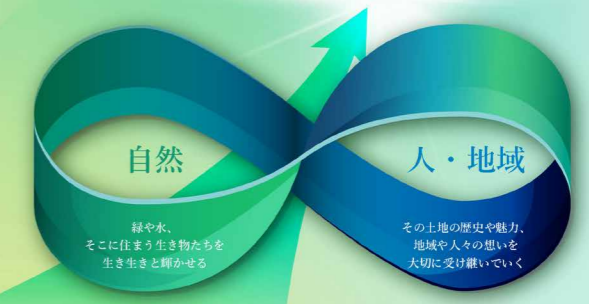 自然
人・地域
緑や水、
そこに住まう生き物たちを
生き生きと輝かせる
その土地の歴史や魅力、
地域や人々の想いを
大切に受け継いでいく